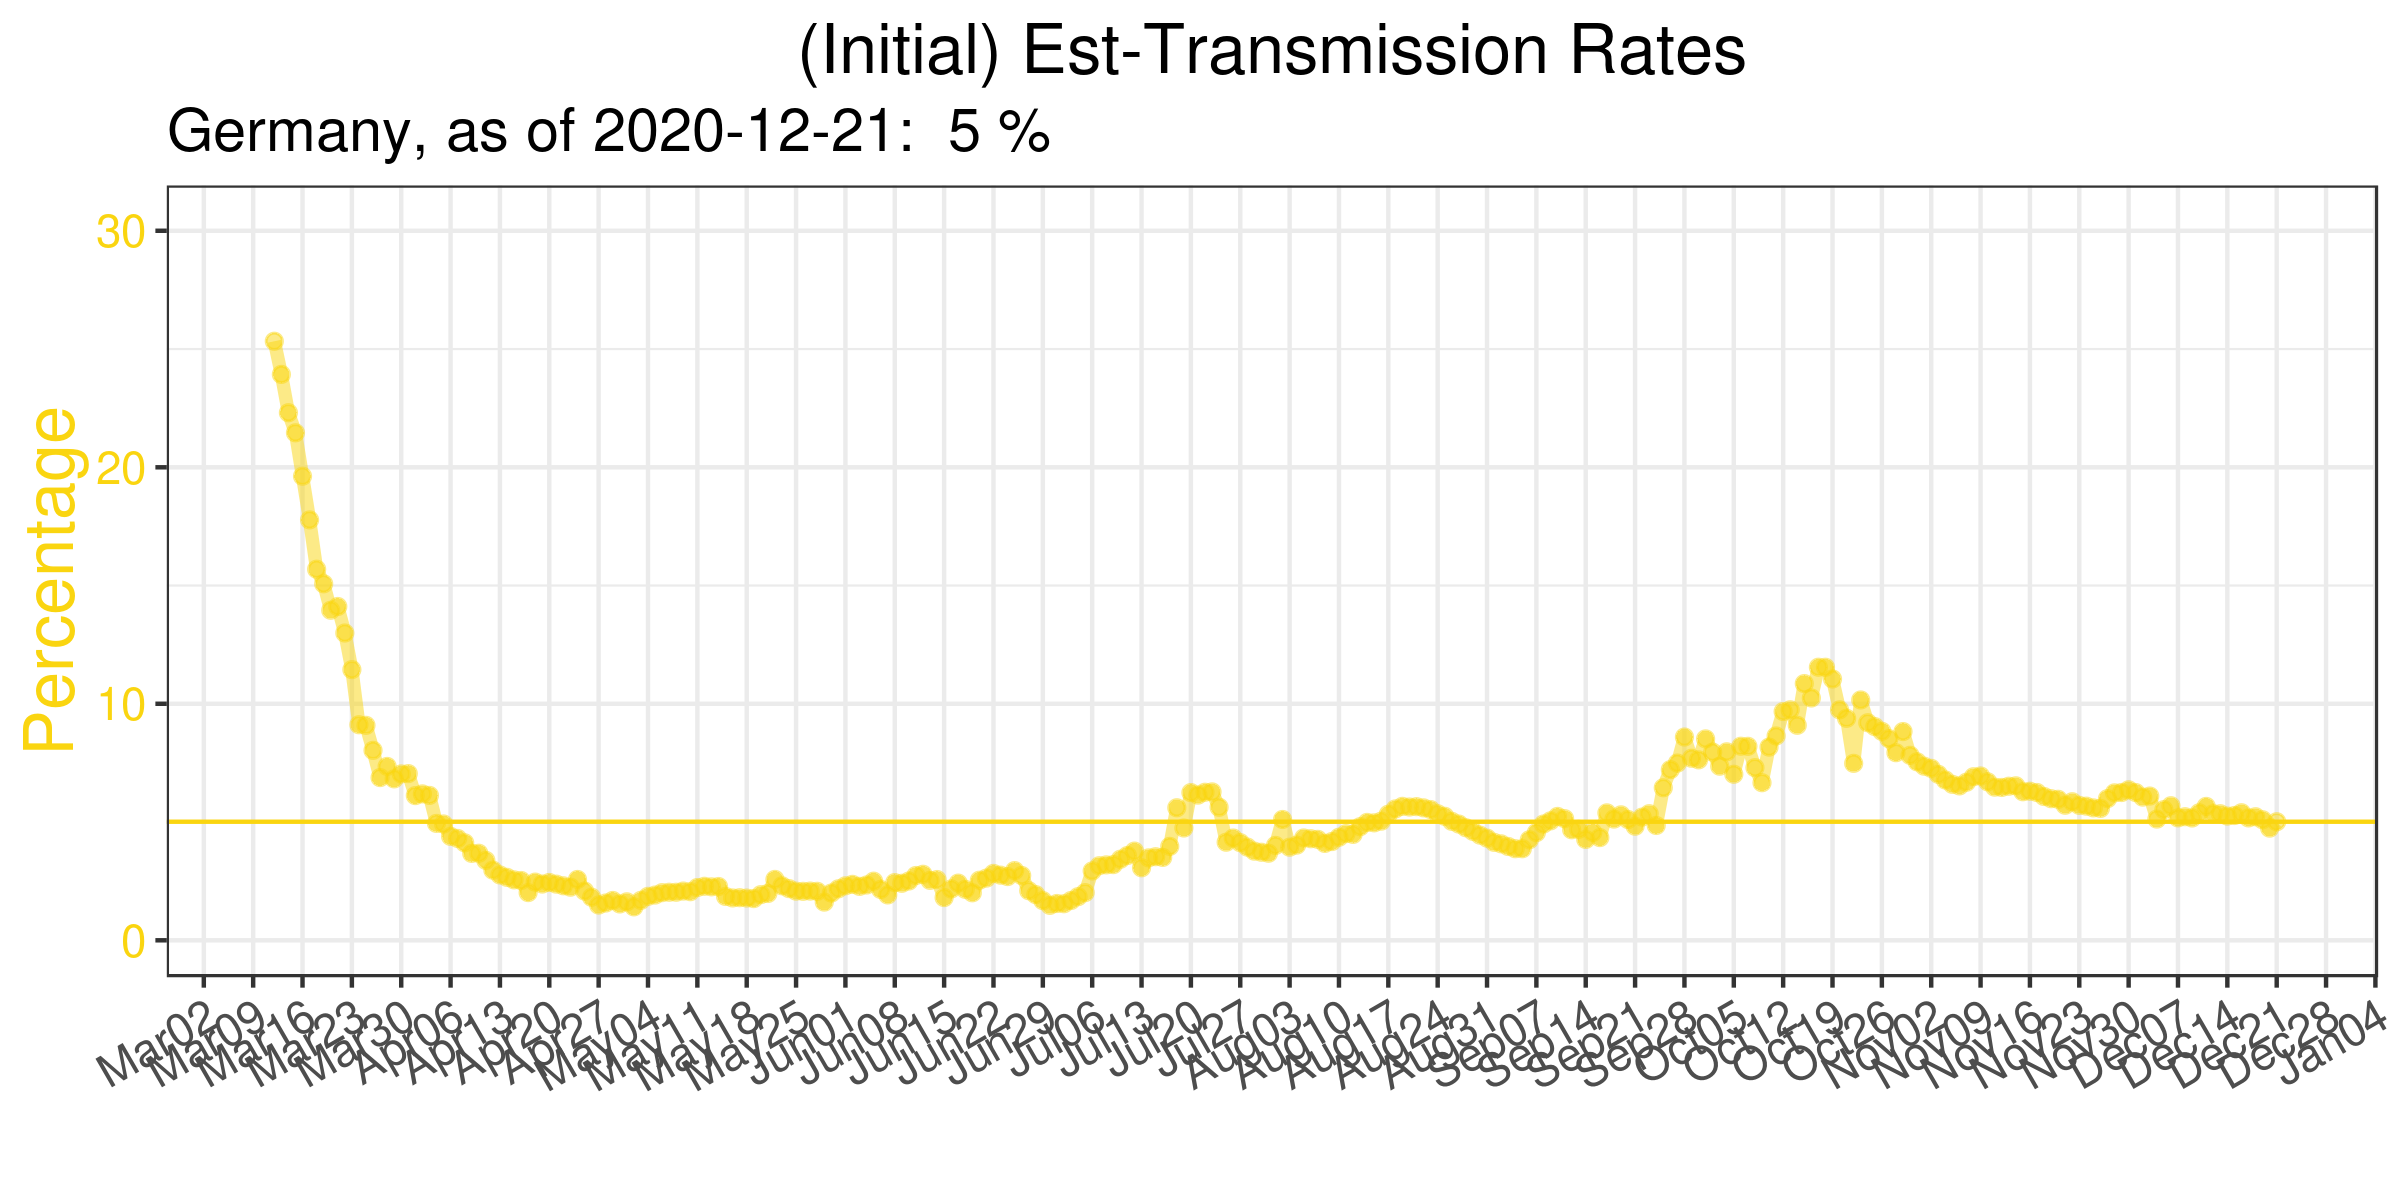 (Initial) Est-Transmission Rates
Germany, as of 2020-12-21:  5 %
Percentage
30
20
10
0
Mar02
Mar09
Mar16
Mar23
Mar30
Apr06
Apr13
Apr20
Apr27
May04
May11
May18
May25
Jun01
Jun08
Jun15
Jun22
Jun29
Jul06
Jul13
Jul20
Jul27
Aug03
Aug10
Aug17
Aug24
Aug31
Sep07
Sep14
Sep21
Sep28
Oct05
Oct12
Oct19
Oct26
Nov02
Nov09
Nov16
Nov23
Nov30
Dec07
Dec14
Dec21
Dec28
Jan04